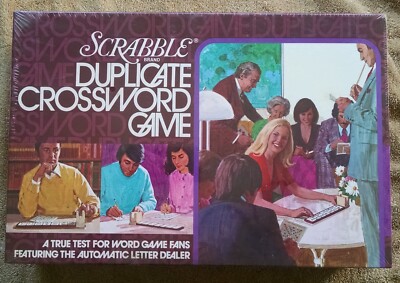 SCRABBLE
BRAND
DUPLICATE
CROSSWORD
GAME
A TRUE TEST FOR WORD GAME FANS
FEATURING THE AUTOMATIC LETTER DEALER